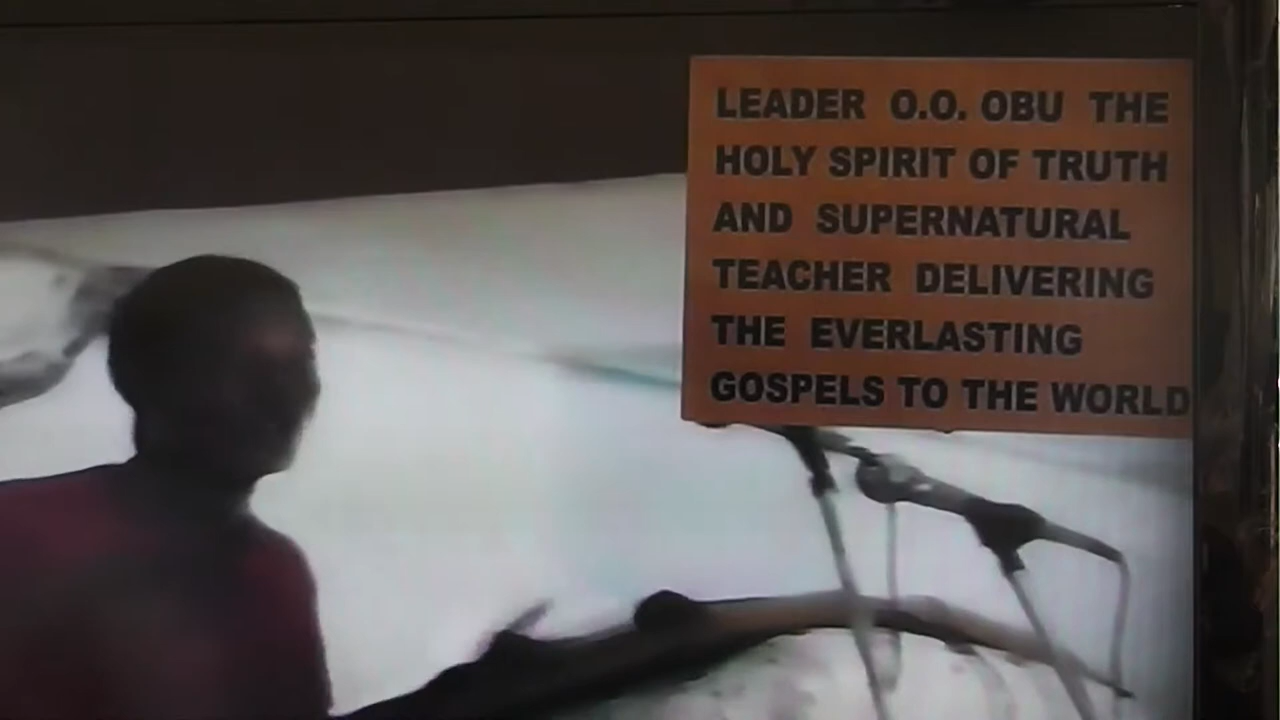 LEADER O.O. OBU THE
HOLY SPIRIT OF TRUTH
AND SUPERNATURAL
TEACHER DELIVERING
THE EVERLASTING
GOSPELS TO THE WORLD